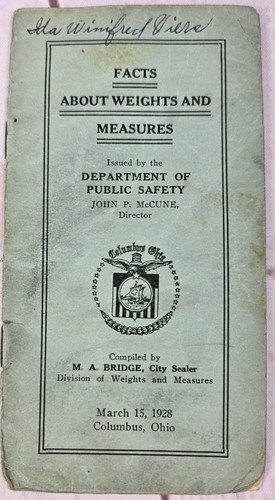 Ida Winifred Viers
FACTS
ABOUT WEIGHTS AND
MEASURES
Issued by the
DEPARTMENT OF
PUBLIC SAFETY
JOHN P. McCUNE,
Director
Columbus Ohio
Compiled by
M. A. BRIDGE, City Sealer
Division of Weights and Measures
March 15, 1928
Columbus, Ohio